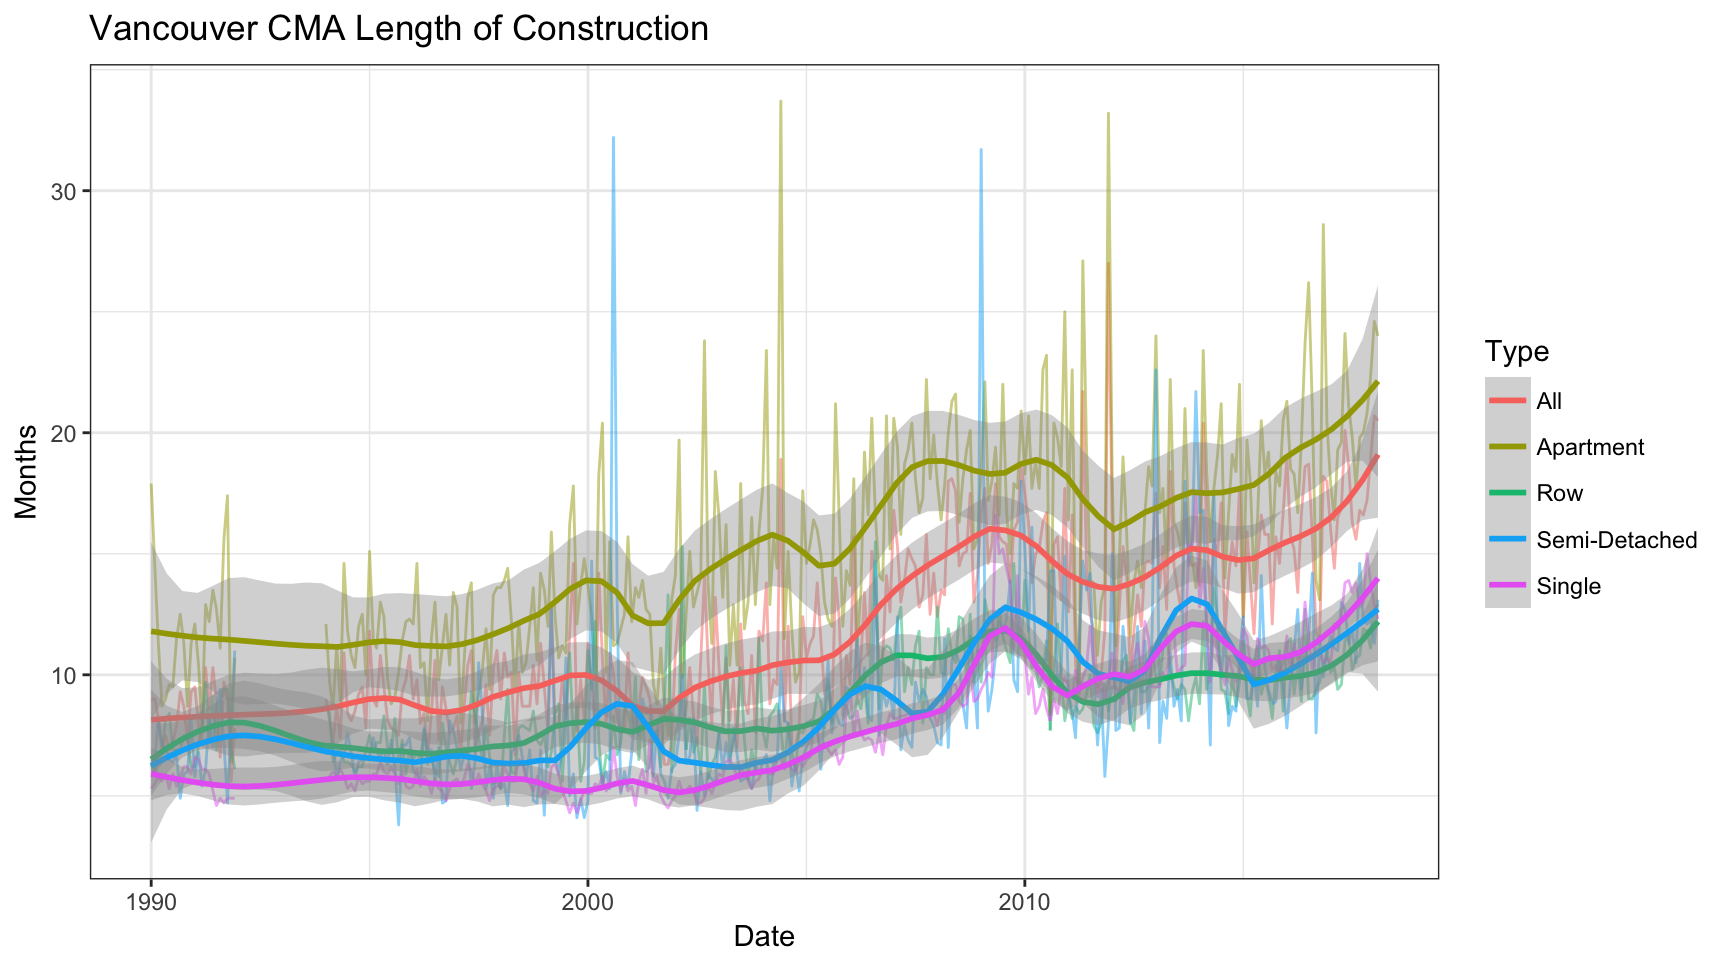 Vancouver CMA Length of Construction
Months
30
20
10
1990
2000
2010
Date
Type
All
Apartment
Row
Semi-Detached
Single